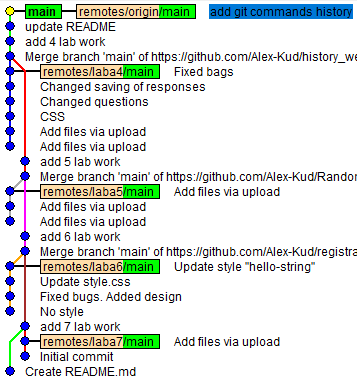 main remotes/origin/main add git commands history
update README
add 4 lab work
Merge branch 'main' of https://github.com/Alex-Kud/history_we
remotes/laba4/main Fixed bags
Changed saving of responses
Changed questions
CSS
Add files via upload
Add files via upload
add 5 lab work
Merge branch 'main' of https://github.com/Alex-Kud/Randor
remotes/laba5/main Add files via upload
Add files via upload
Add files via upload
add 6 lab work
Merge branch 'main' of https://github.com/Alex-Kud/registra
remotes/laba6/main Update style "hello-string"
Update style.css
Fixed bugs. Added design
No style
add 7 lab work
remotes/laba7/main Add files via upload
Initial commit
Create README.md